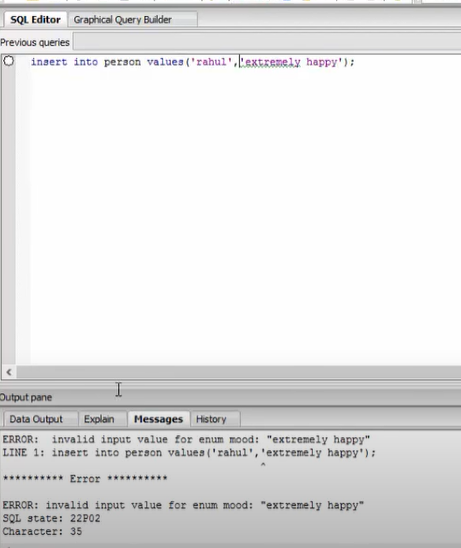 SQL Editor Graphical Query Builder
Previous queries
insert into person values('rahul','extremely happy');
Output pane
Data Output Explain Messages History
ERROR:  invalid input value for enum mood: "extremely happy"
LINE 1: insert into person values('rahul','extremely happy');
^
********** Error **********
ERROR: invalid input value for enum mood: "extremely happy"
SQL state: 22P02
Character: 35